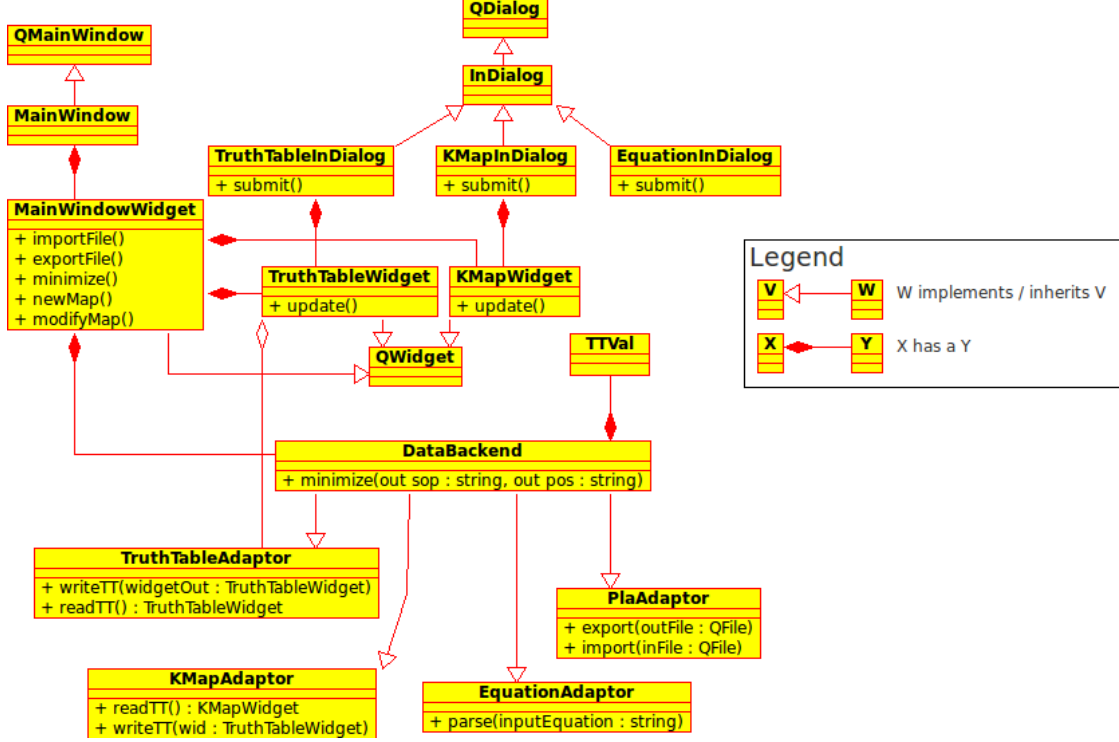 QDialog
QMainWindow
InDialog
MainWindow
TruthTableInDialog
+ submit()
KMapInDialog
+ submit()
EquationInDialog
+ submit()
MainWindowWidget
+ importFile()
+ exportFile()
+ minimize()
+ newMap()
+ modifyMap()
TruthTableWidget
+ update()
KMapWidget
+ update()
Legend
V
W
W implements / inherits V
X
Y
X has a Y
QWidget
TTVal
DataBackend
+ minimize(out sop : string, out pos : string)
TruthTableAdaptor
+ writeTT(widgetOut : TruthTableWidget)
+ readTT() : TruthTableWidget
PlaAdaptor
+ export(outFile : QFile)
+ import(inFile : QFile)
KMapAdaptor
+ readTT() : KMapWidget
+ writeTT(wid : TruthTableWidget)
EquationAdaptor
+ parse(inputEquation : string)